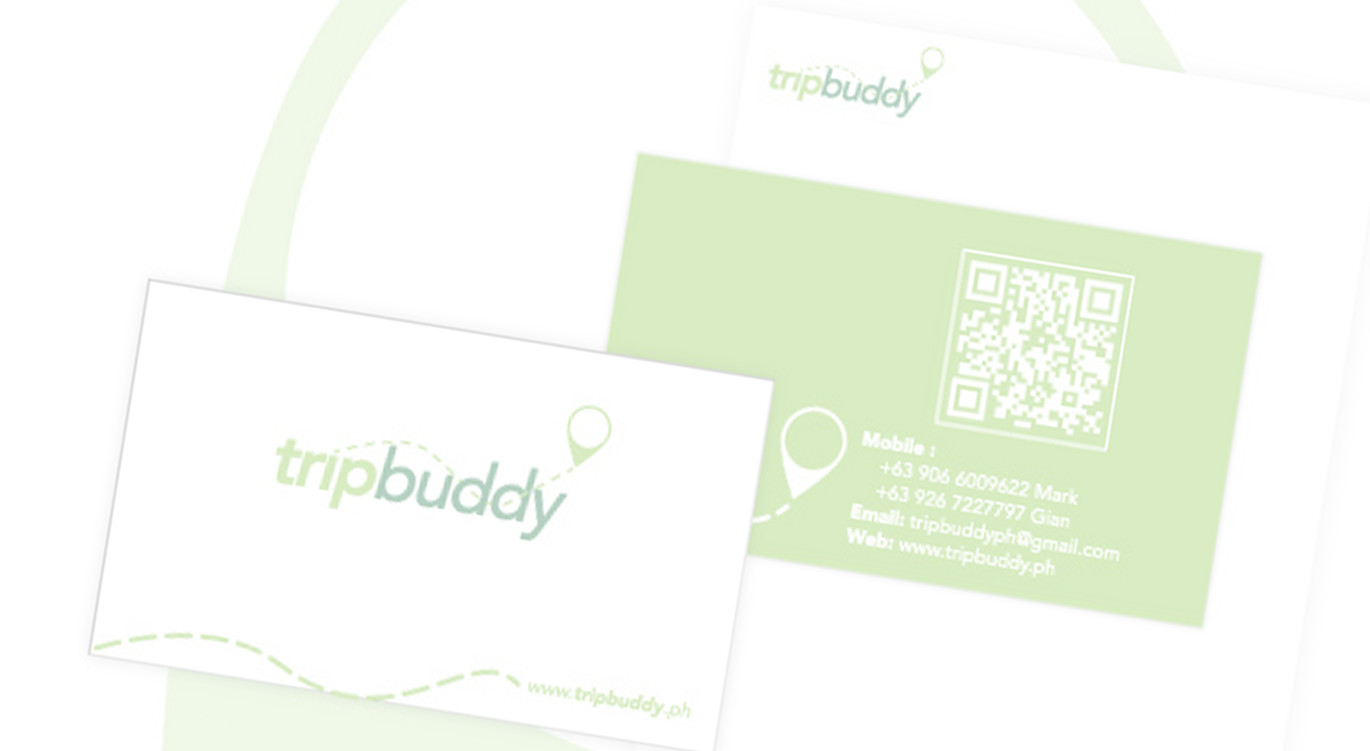 tripbuddy
Mobile :
+63 906 6009622 Mark
+63 926 7227797 Gian
Email: tripbuddyph@gmail.com
Web: www.tripbuddy.ph
tripbuddy
www.tripbuddy.ph